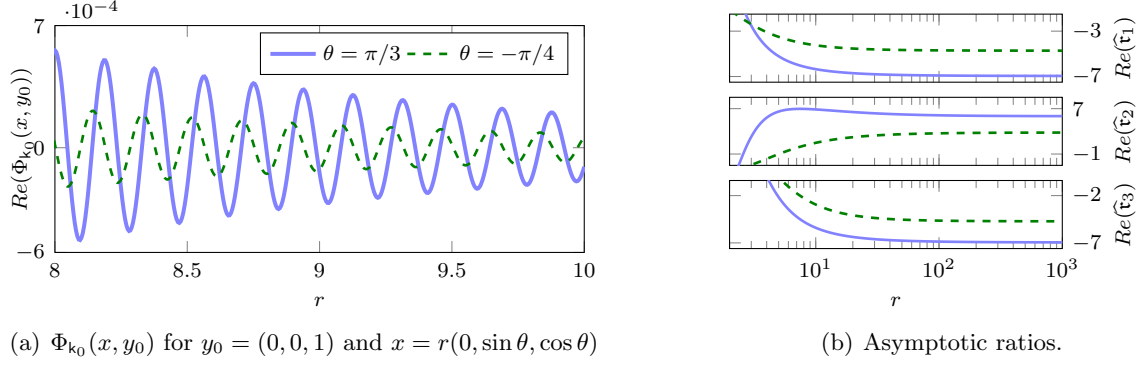 ·10⁻⁴
7
0
−6
Re(Φ_{k₀}(x, y₀))
θ = π/3 θ = −π/4
8 8.5 9 9.5 10
r
(a) Φ_{k₀}(x, y₀) for y₀ = (0, 0, 1) and x = r(0, sin θ, cos θ)
−3
−7
Re(v̂₁)
7
−1
Re(v̂₂)
−2
−7
Re(v̂₃)
10¹ 10² 10³
r
(b) Asymptotic ratios.